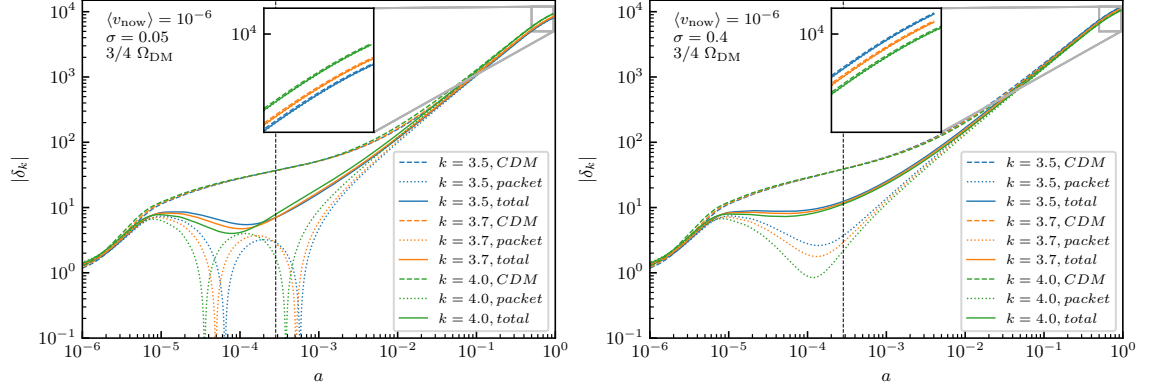 ⟨v_now⟩ = 10^−6
σ = 0.05
3/4 Ω_DM
10^4
k = 3.5, CDM
k = 3.5, packet
k = 3.5, total
k = 3.7, CDM
k = 3.7, packet
k = 3.7, total
k = 4.0, CDM
k = 4.0, packet
k = 4.0, total
10^4
10^3
10^2
10^1
10^0
10^−1
|δ_k|
10^−6
10^−5
10^−4
10^−3
10^−2
10^−1
10^0
a
⟨v_now⟩ = 10^−6
σ = 0.4
3/4 Ω_DM
10^4
k = 3.5, CDM
k = 3.5, packet
k = 3.5, total
k = 3.7, CDM
k = 3.7, packet
k = 3.7, total
k = 4.0, CDM
k = 4.0, packet
k = 4.0, total
10^4
10^3
10^2
10^1
10^0
10^−1
|δ_k|
10^−6
10^−5
10^−4
10^−3
10^−2
10^−1
10^0
a